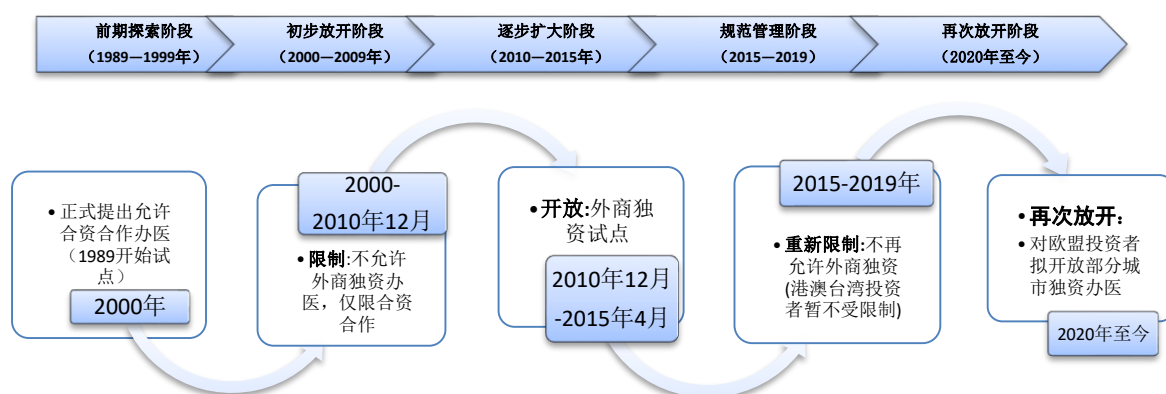 前期探索阶段
（1989—1999年）
初步放开阶段
（2000—2009年）
逐步扩大阶段
（2010—2015年）
规范管理阶段
（2015—2019）
再次放开阶段
（2020年至今）
•正式提出允许
合资合作办医
（1989开始试
点）
2000年
2000-
2010年12月
•限制:不允许
外商独资办
医，仅限合资
合作
•开放:外商独
资试点
2010年12月
-2015年4月
2015-2019年
•重新限制:不再
允许外商独资
(港澳台湾投资
者暂不受限制)
•再次放开：
•对欧盟投资者
拟开放部分城
市独资办医
2020年至今